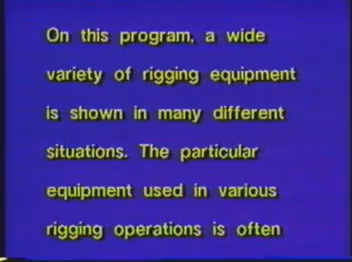 On this program, a wide
variety of rigging equipment
is shown in many different
situations. The particular
equipment used in various
rigging operations is often